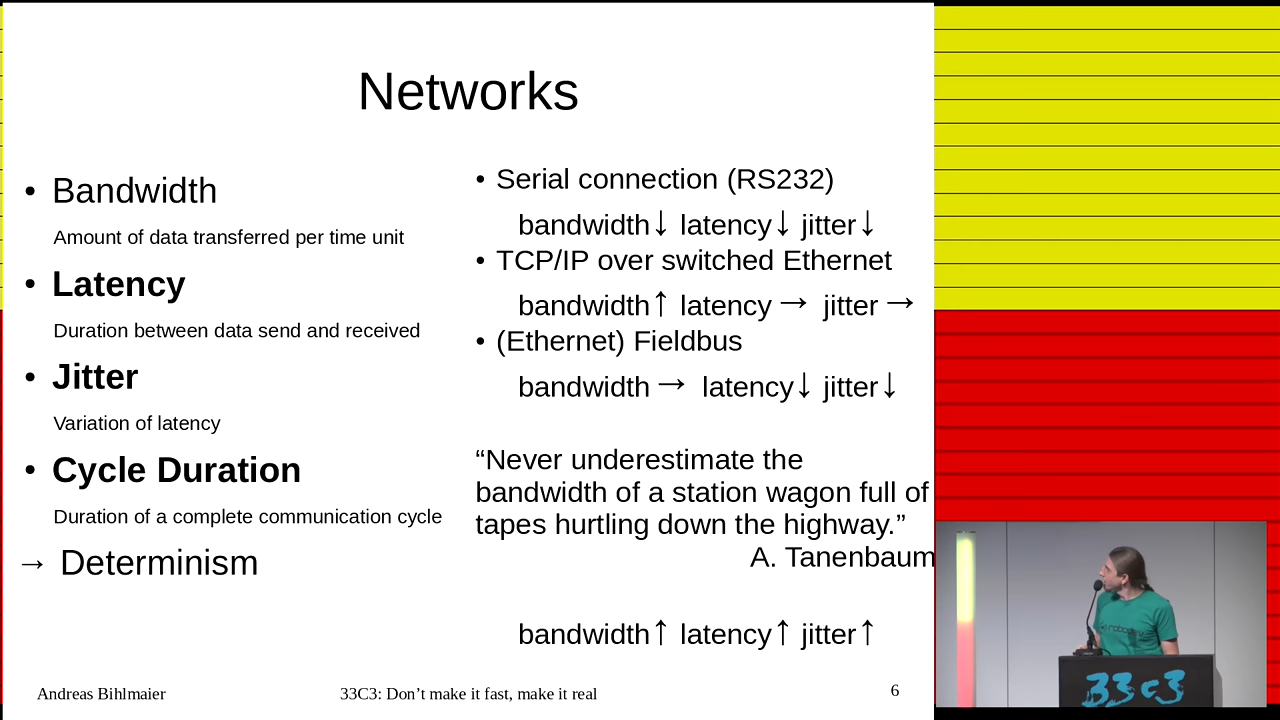 Networks
• Bandwidth
Amount of data transferred per time unit
• Latency
Duration between data send and received
• Jitter
Variation of latency
• Cycle Duration
Duration of a complete communication cycle
→ Determinism
• Serial connection (RS232)
bandwidth↓ latency↓ jitter↓
• TCP/IP over switched Ethernet
bandwidth↑ latency→ jitter→
• (Ethernet) Fieldbus
bandwidth→ latency↓ jitter↓
“Never underestimate the
bandwidth of a station wagon full of
tapes hurtling down the highway.”
A. Tanenbaum
bandwidth↑ latency↑ jitter↑
Andreas Bihlmaier
33C3: Don’t make it fast, make it real
6
33c3